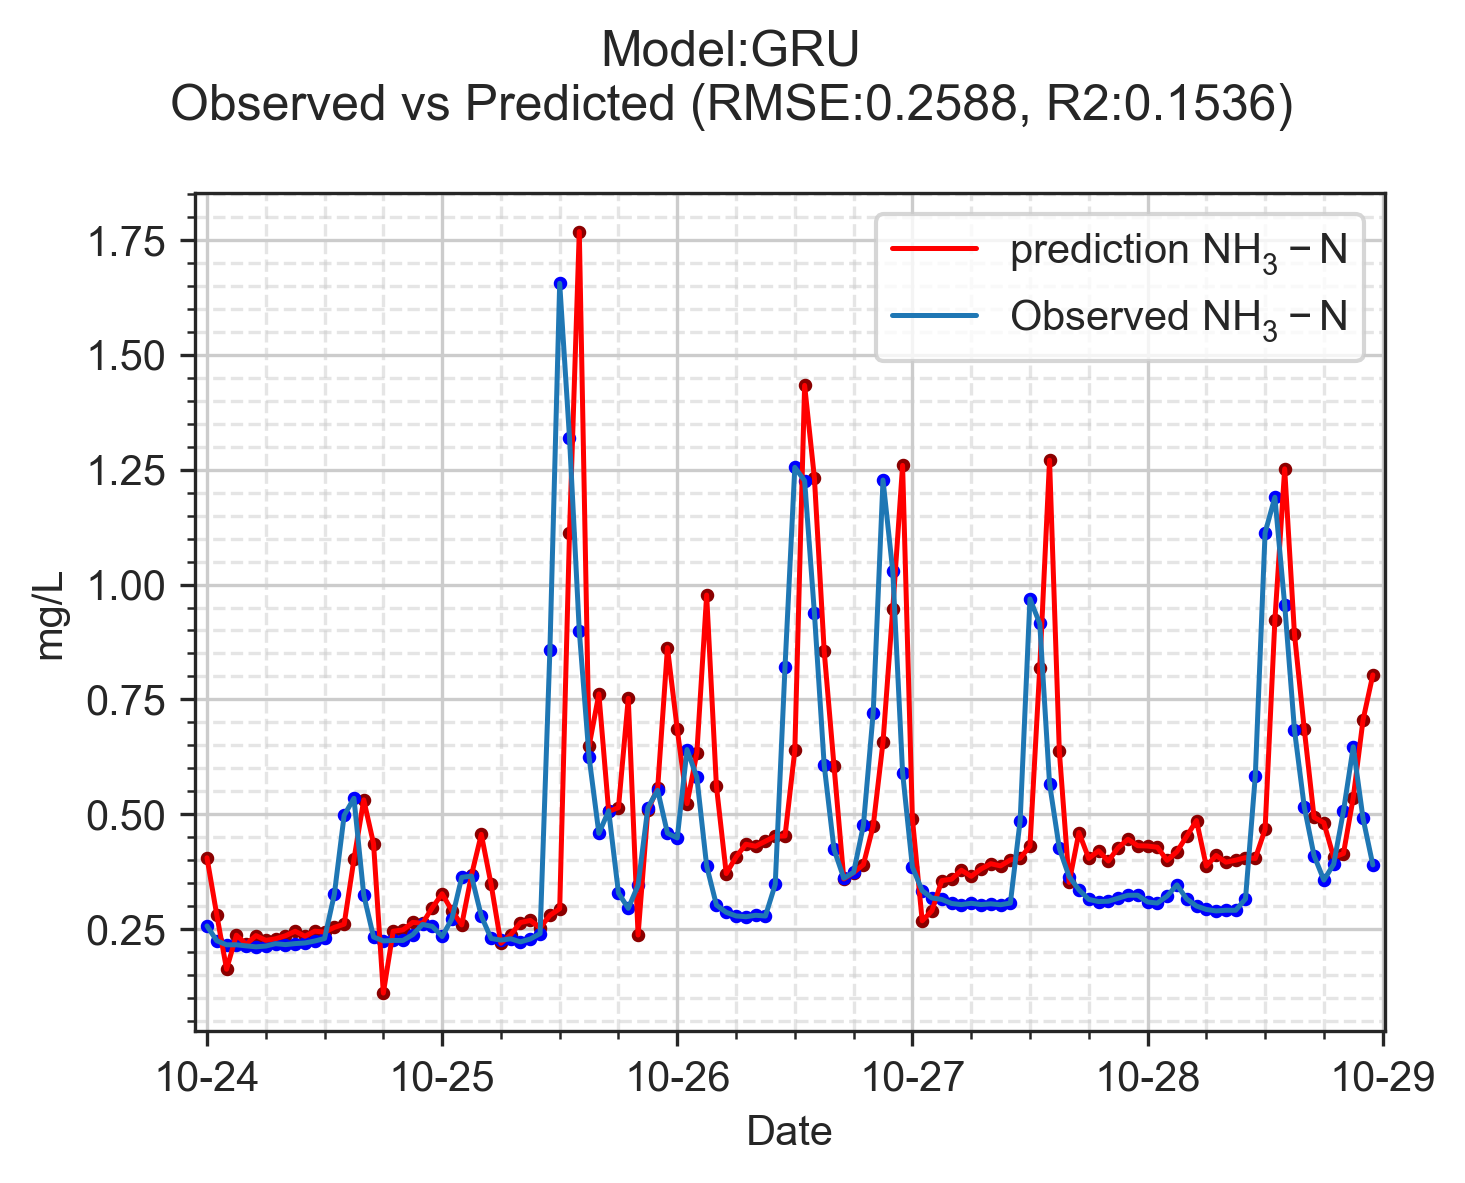 Model:GRU
Observed vs Predicted (RMSE:0.2588, R2:0.1536)
prediction NH₃ − N
Observed NH₃ − N
1.75
1.50
1.25
1.00
0.75
0.50
0.25
mg/L
10-24 10-25 10-26 10-27 10-28 10-29
Date